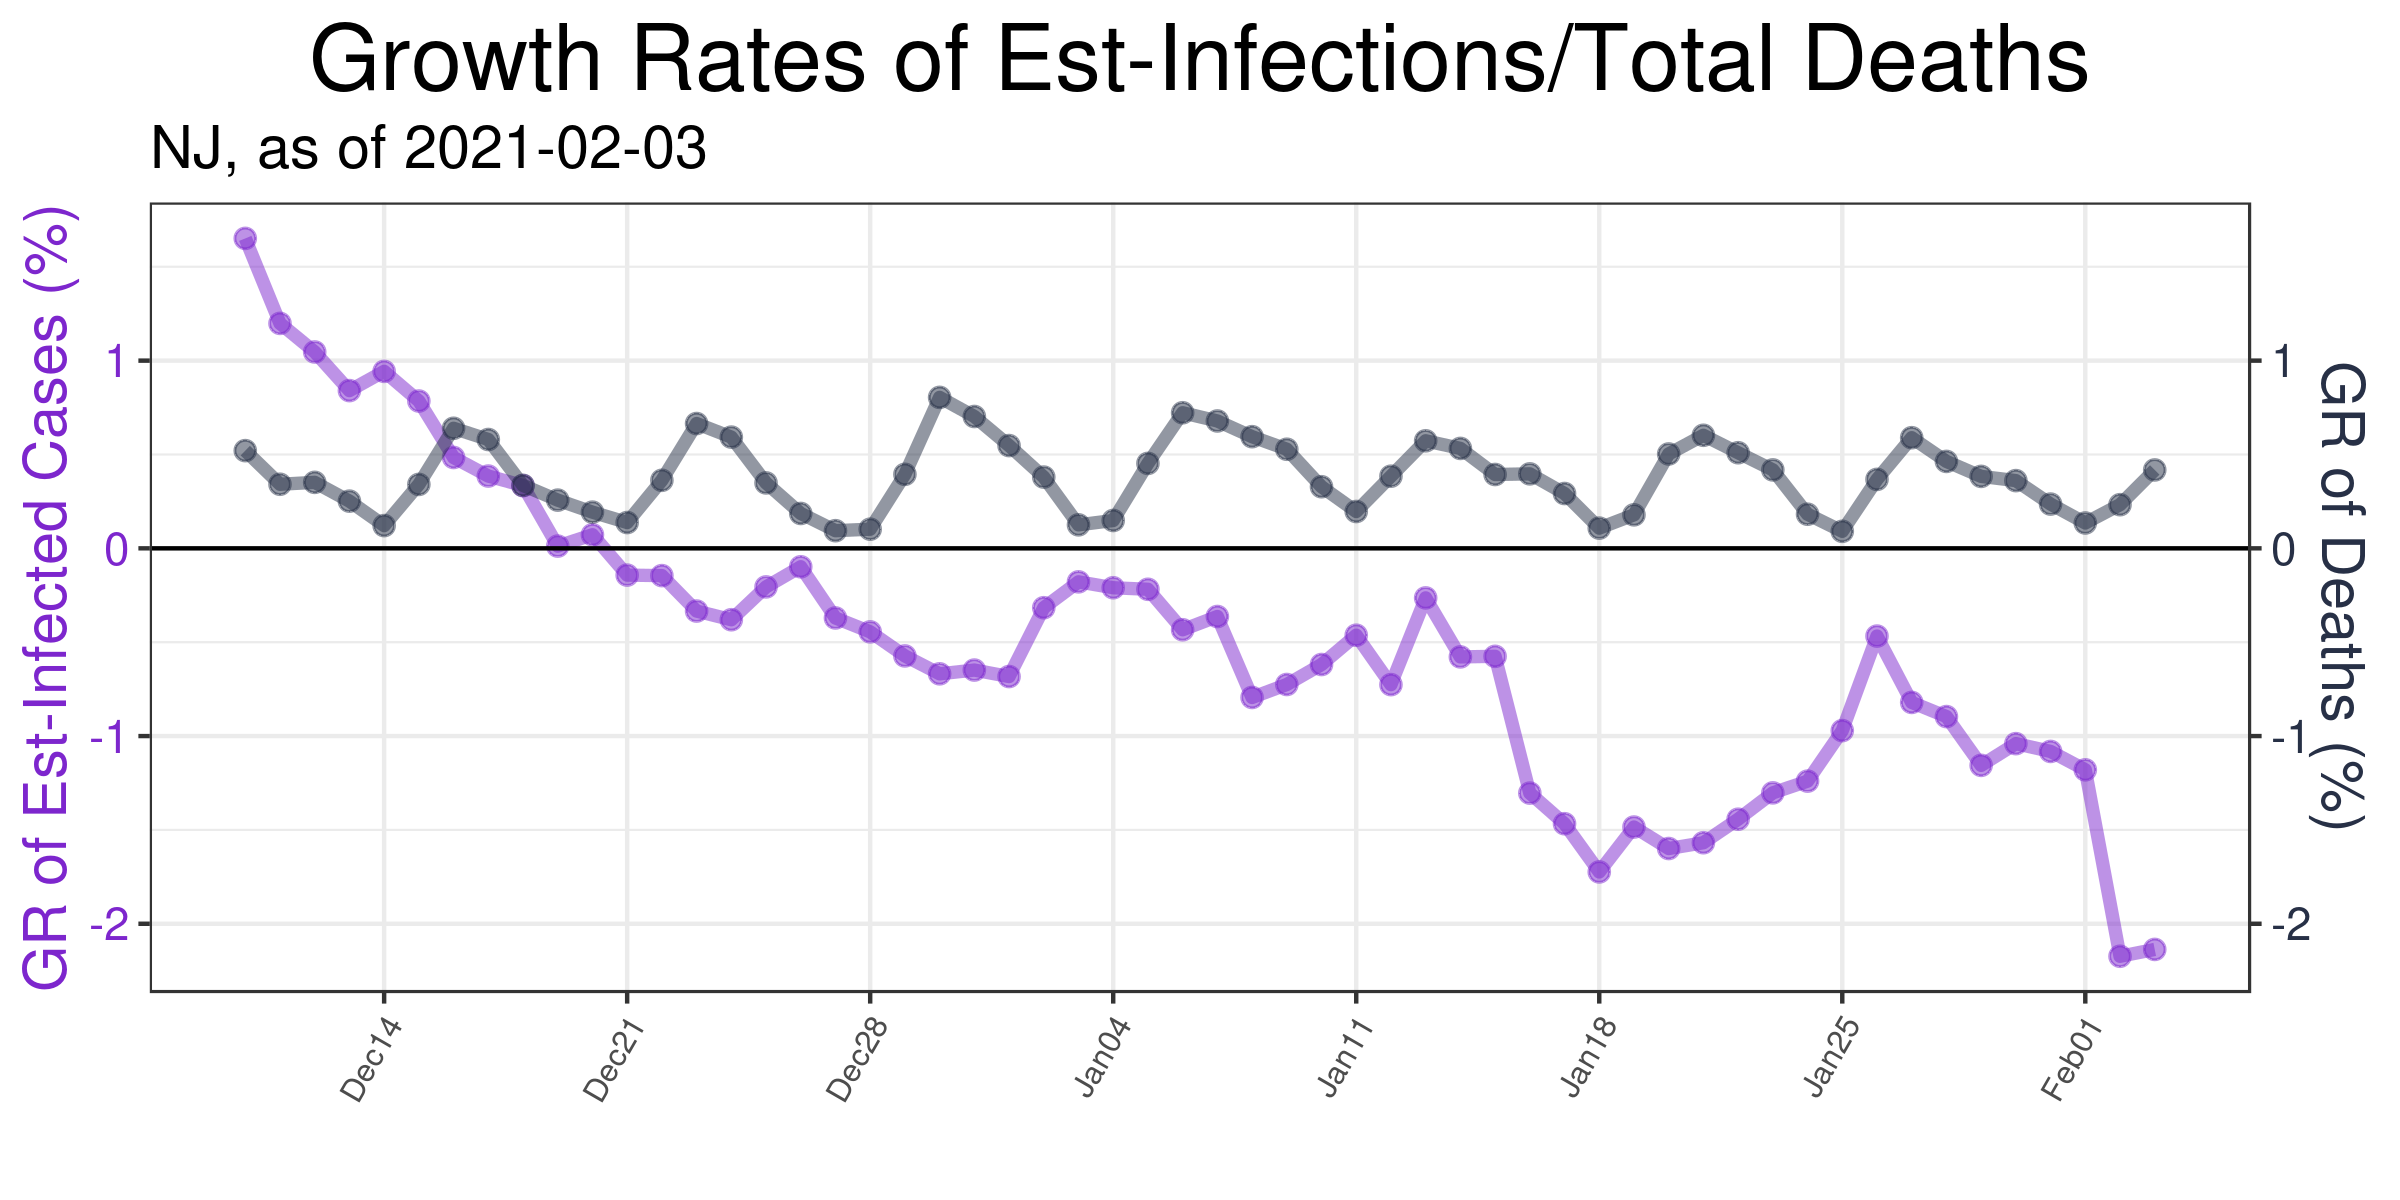 Growth Rates of Est-Infections/Total Deaths
NJ, as of 2021-02-03
GR of Est-Infected Cases (%)
1
0
-1
-2
1
0
-1
-2
GR of Deaths (%)
Dec14
Dec21
Dec28
Jan04
Jan11
Jan18
Jan25
Feb01